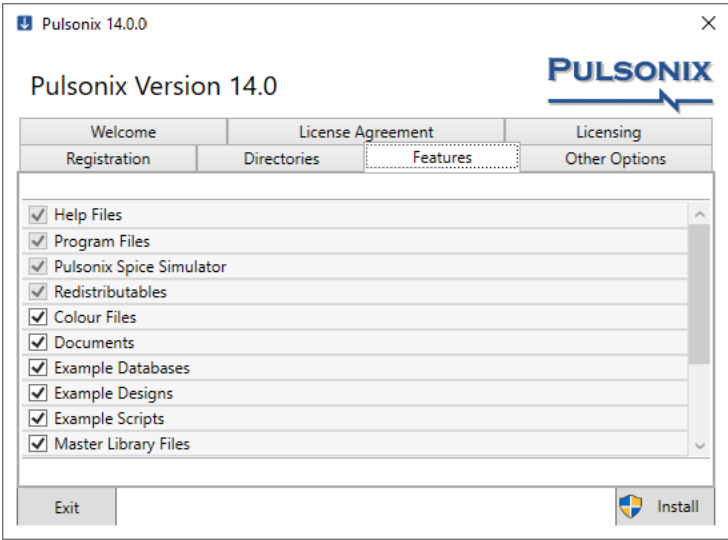 Pulsonix 14.0.0
Pulsonix Version 14.0
PULSONIX
Welcome
License Agreement
Licensing
Registration
Directories
Features
Other Options
Help Files
Program Files
Pulsonix Spice Simulator
Redistributables
Colour Files
Documents
Example Databases
Example Designs
Example Scripts
Master Library Files
Exit
Install